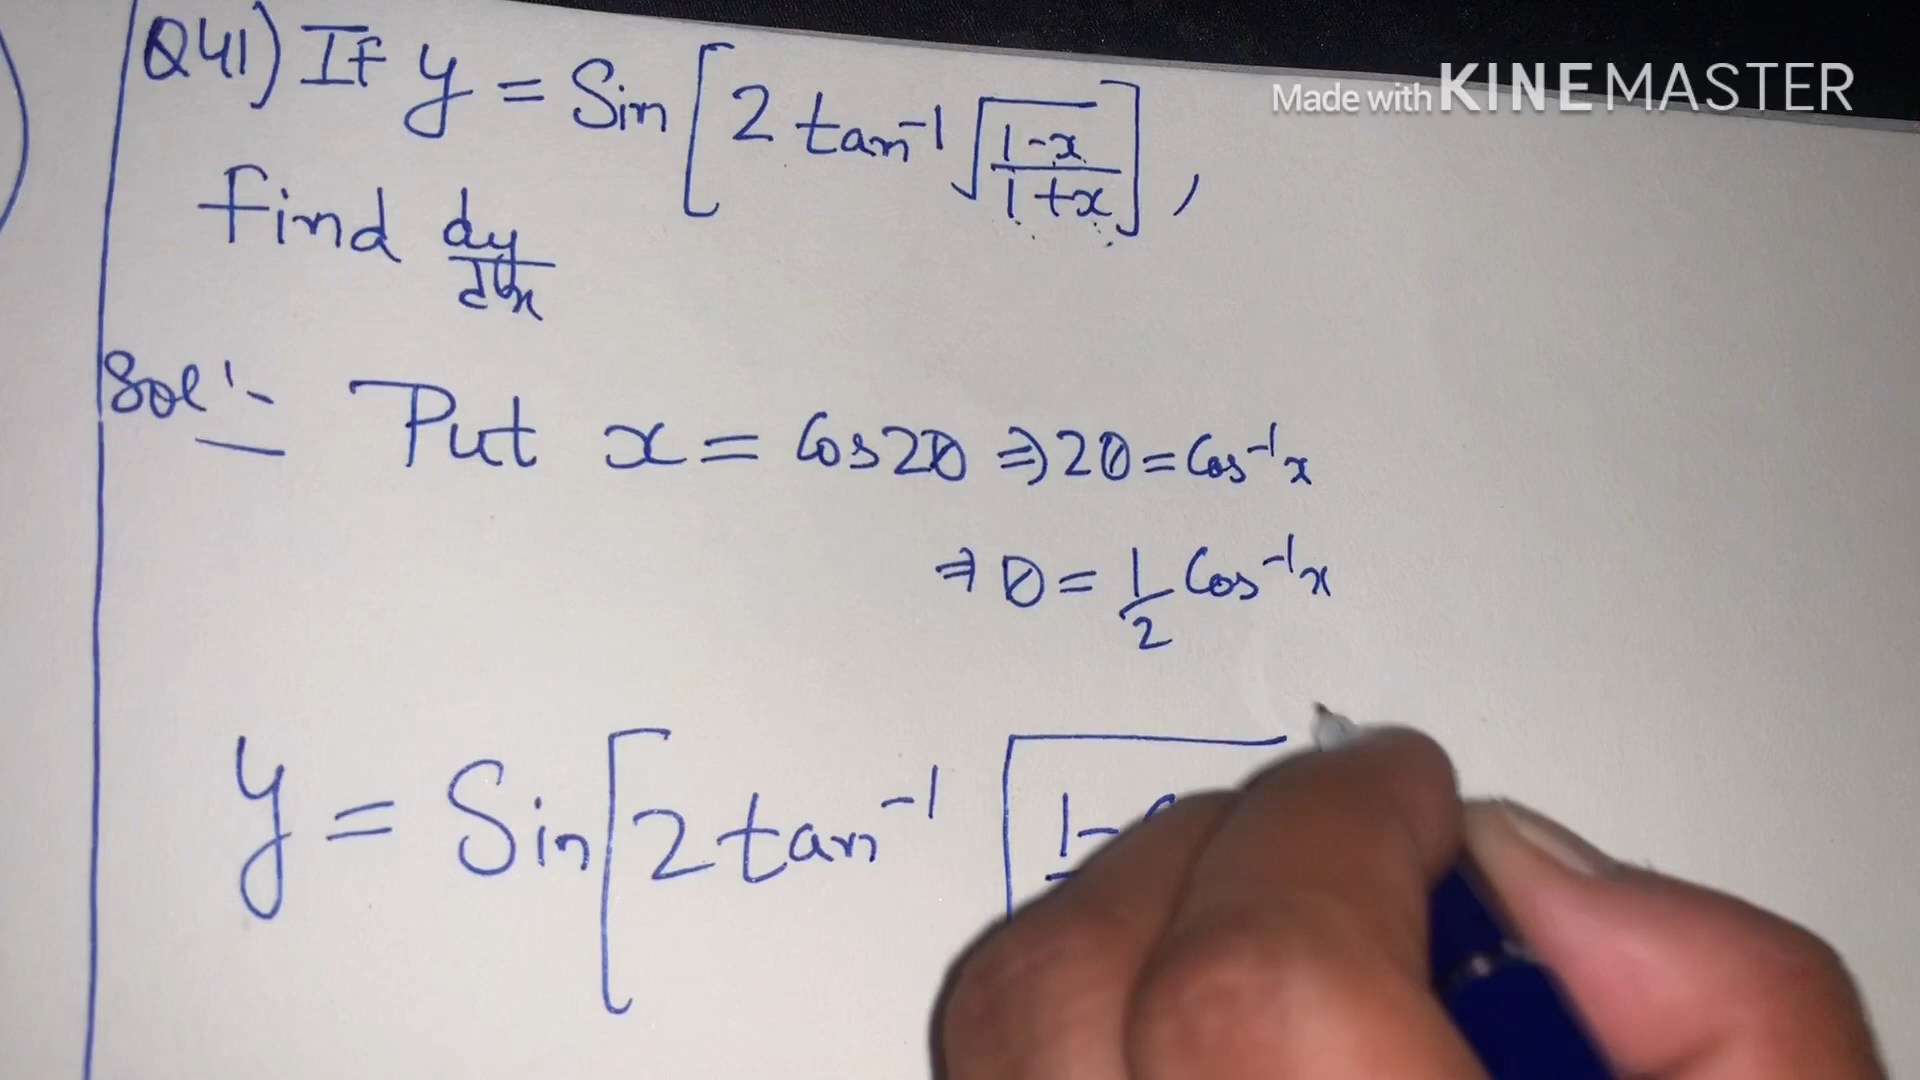 Q41) If y = Sin [2 tan⁻¹ √((1-x)/(1+x))],
Made with KINEMASTER
find dy/dx
Sol:- Put x = Cos2θ ⇒ 2θ = Cos⁻¹x
⇒ θ = 1/2 Cos⁻¹x
y = Sin [2 tan⁻¹ √ 1-